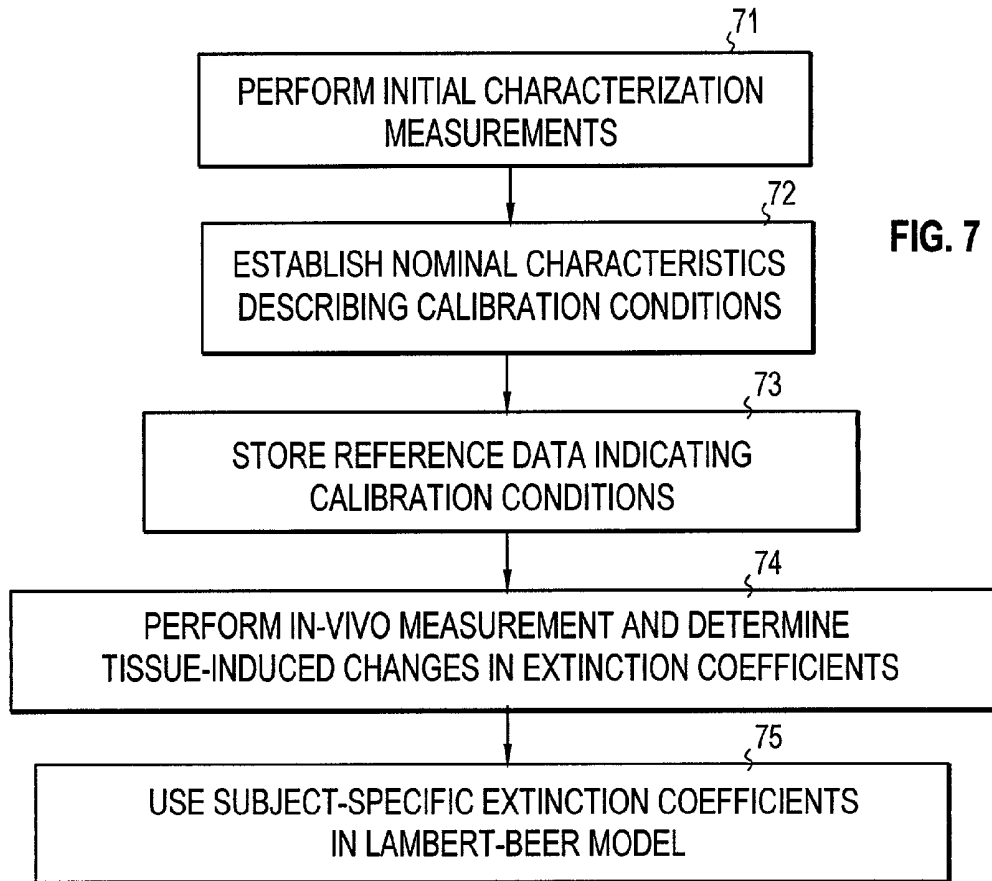 71
PERFORM INITIAL CHARACTERIZATION
MEASUREMENTS
72
FIG. 7
ESTABLISH NOMINAL CHARACTERISTICS
DESCRIBING CALIBRATION CONDITIONS
73
STORE REFERENCE DATA INDICATING
CALIBRATION CONDITIONS
74
PERFORM IN-VIVO MEASUREMENT AND DETERMINE
TISSUE-INDUCED CHANGES IN EXTINCTION COEFFICIENTS
75
USE SUBJECT-SPECIFIC EXTINCTION COEFFICIENTS
IN LAMBERT-BEER MODEL